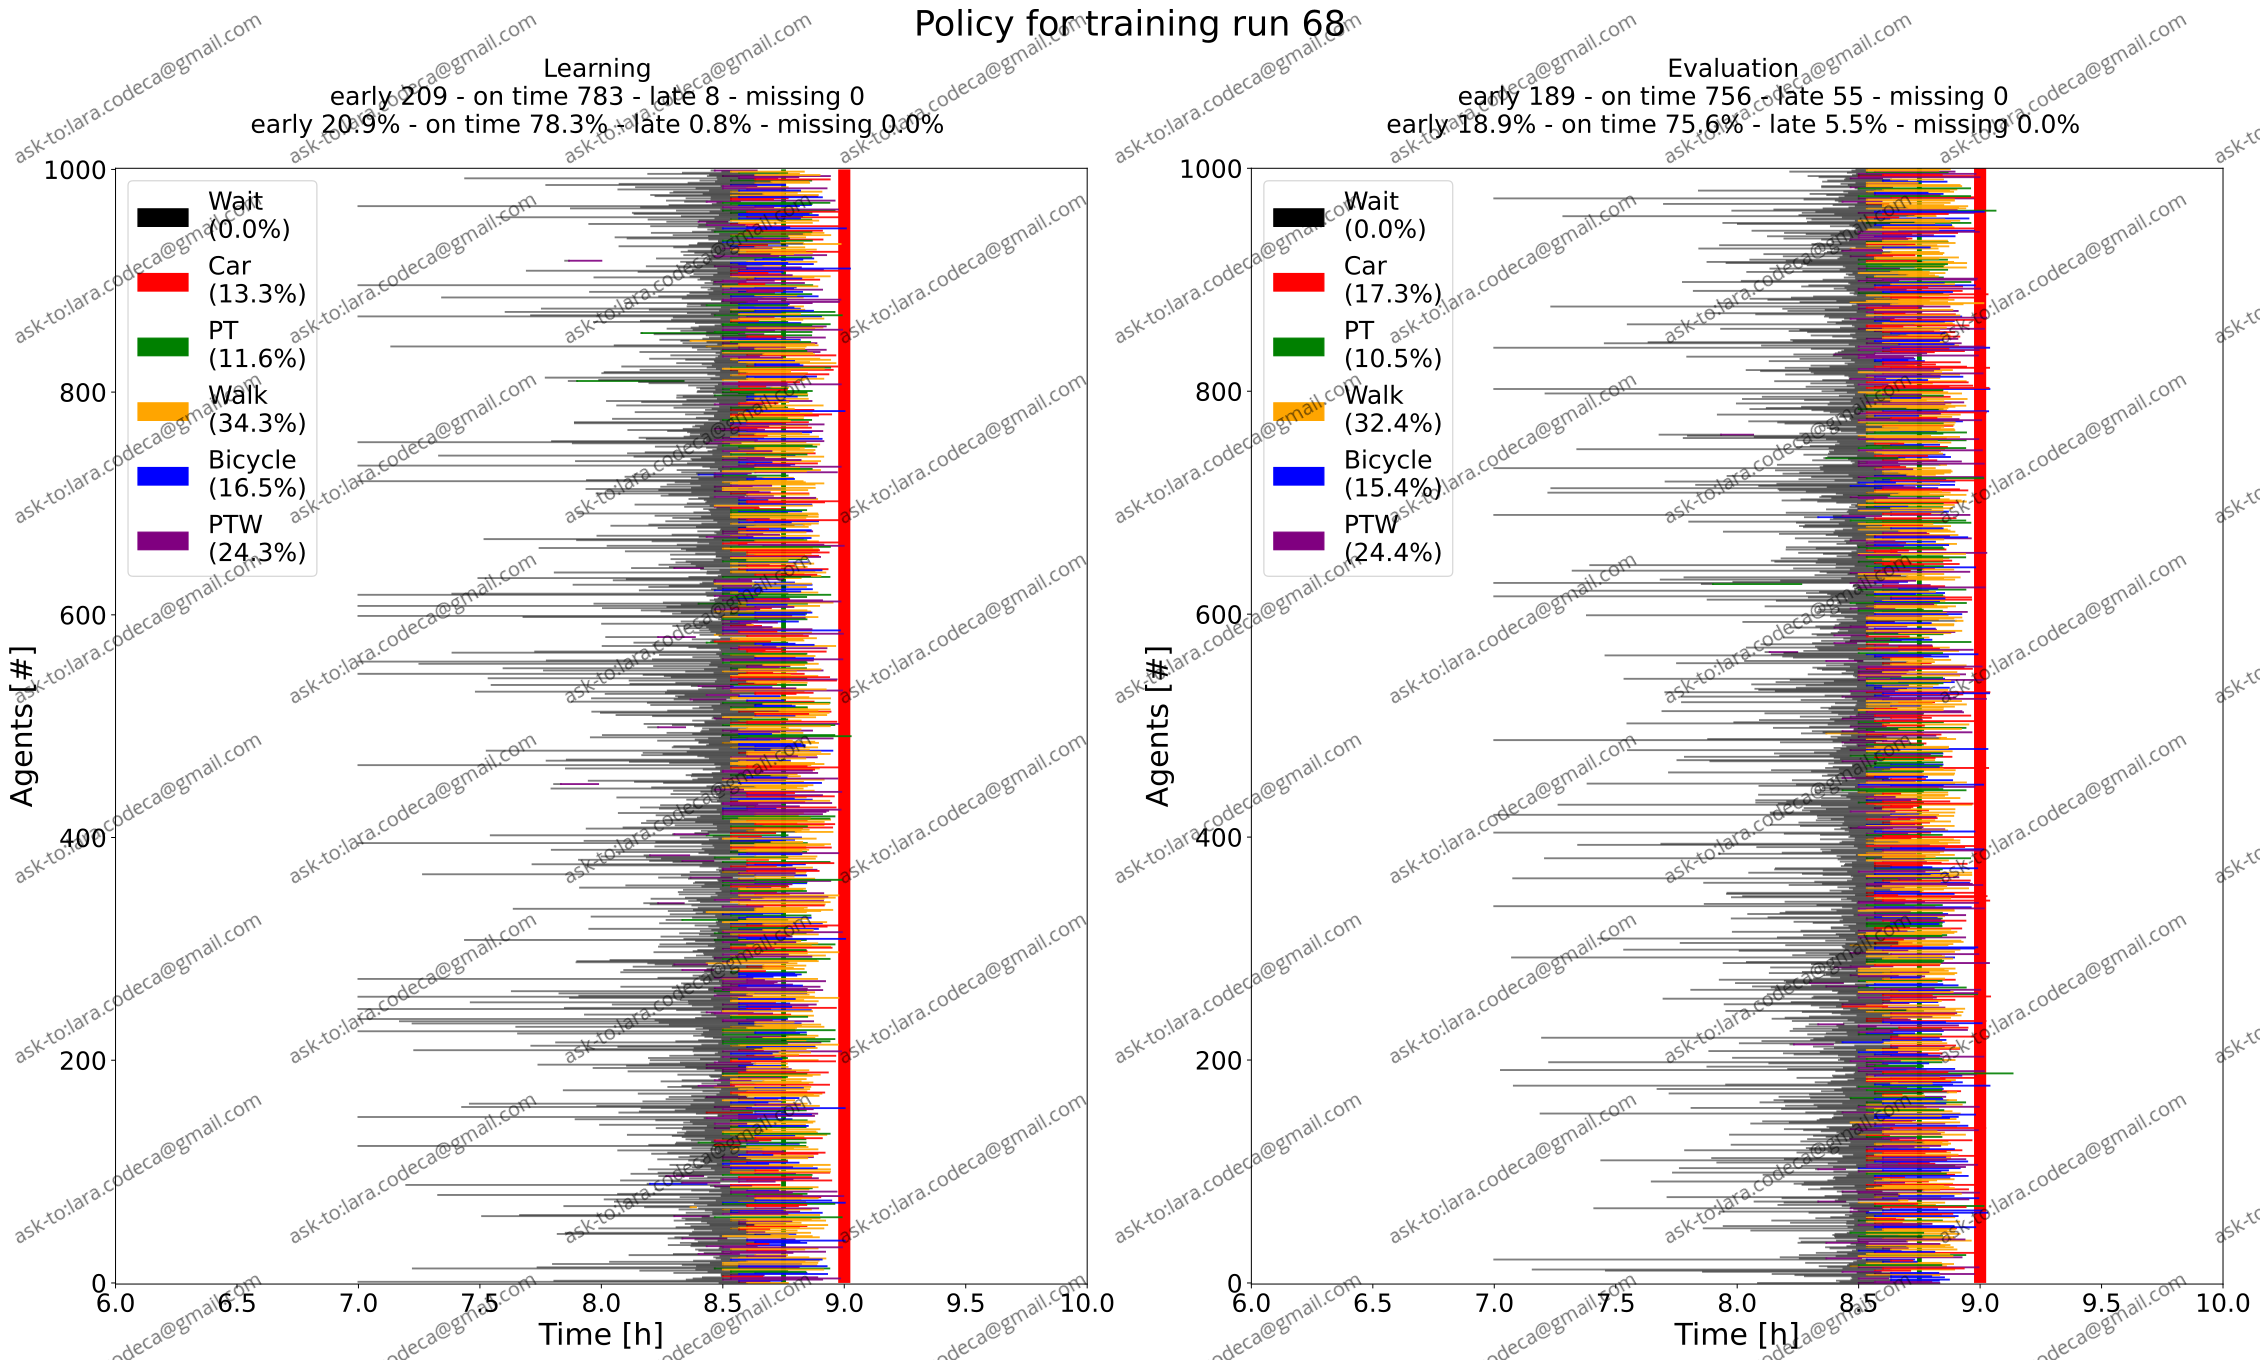 Policy for training run 68
Learning
early 209 - on time 783 - late 8 - missing 0
early 20.9% - on time 78.3% - late 0.8% - missing 0.0%
1000
800
600
400
200
0
Agents [#]
Wait
(0.0%)
Car
(13.3%)
PT
(11.6%)
Walk
(34.3%)
Bicycle
(16.5%)
PTW
(24.3%)
6.0 6.5 7.0 7.5 8.0 8.5 9.0 9.5 10.0
Time [h]
Evaluation
early 189 - on time 756 - late 55 - missing 0
early 18.9% - on time 75.6% - late 5.5% - missing 0.0%
1000
800
600
400
200
0
Agents [#]
Wait
(0.0%)
Car
(17.3%)
PT
(10.5%)
Walk
(32.4%)
Bicycle
(15.4%)
PTW
(24.4%)
6.0 6.5 7.0 7.5 8.0 8.5 9.0 9.5 10.0
Time [h]
ask-to:lara.codeca@gmail.com